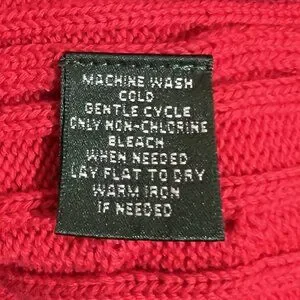 MACHINE WASH
COLD
GENTLE CYCLE
ONLY NON-CHLORINE
BLEACH
WHEN NEEDED
LAY FLAT TO DRY
WARM IRON
IF NEEDED